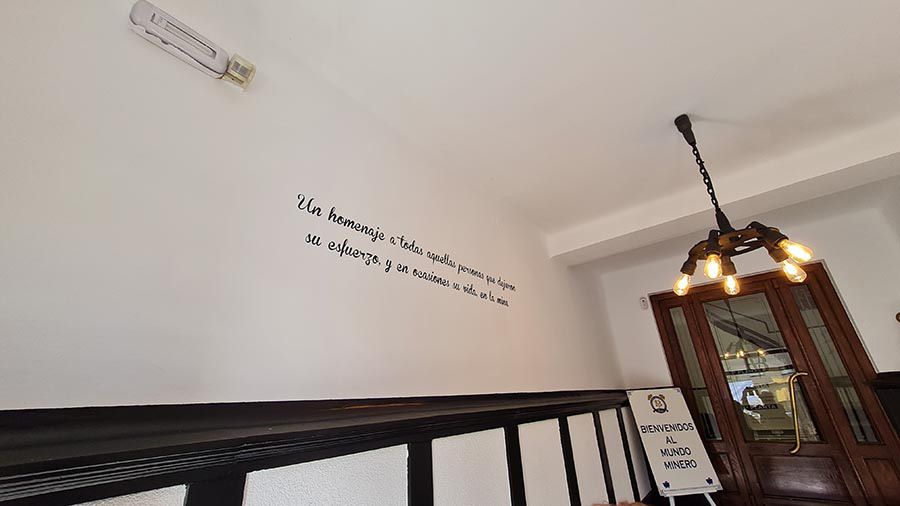 Un homenaje a todas aquellas personas que dejaron
su esfuerzo, y en ocasiones su vida, en la mina
BIENVENIDOS
AL
MUNDO
MINERO